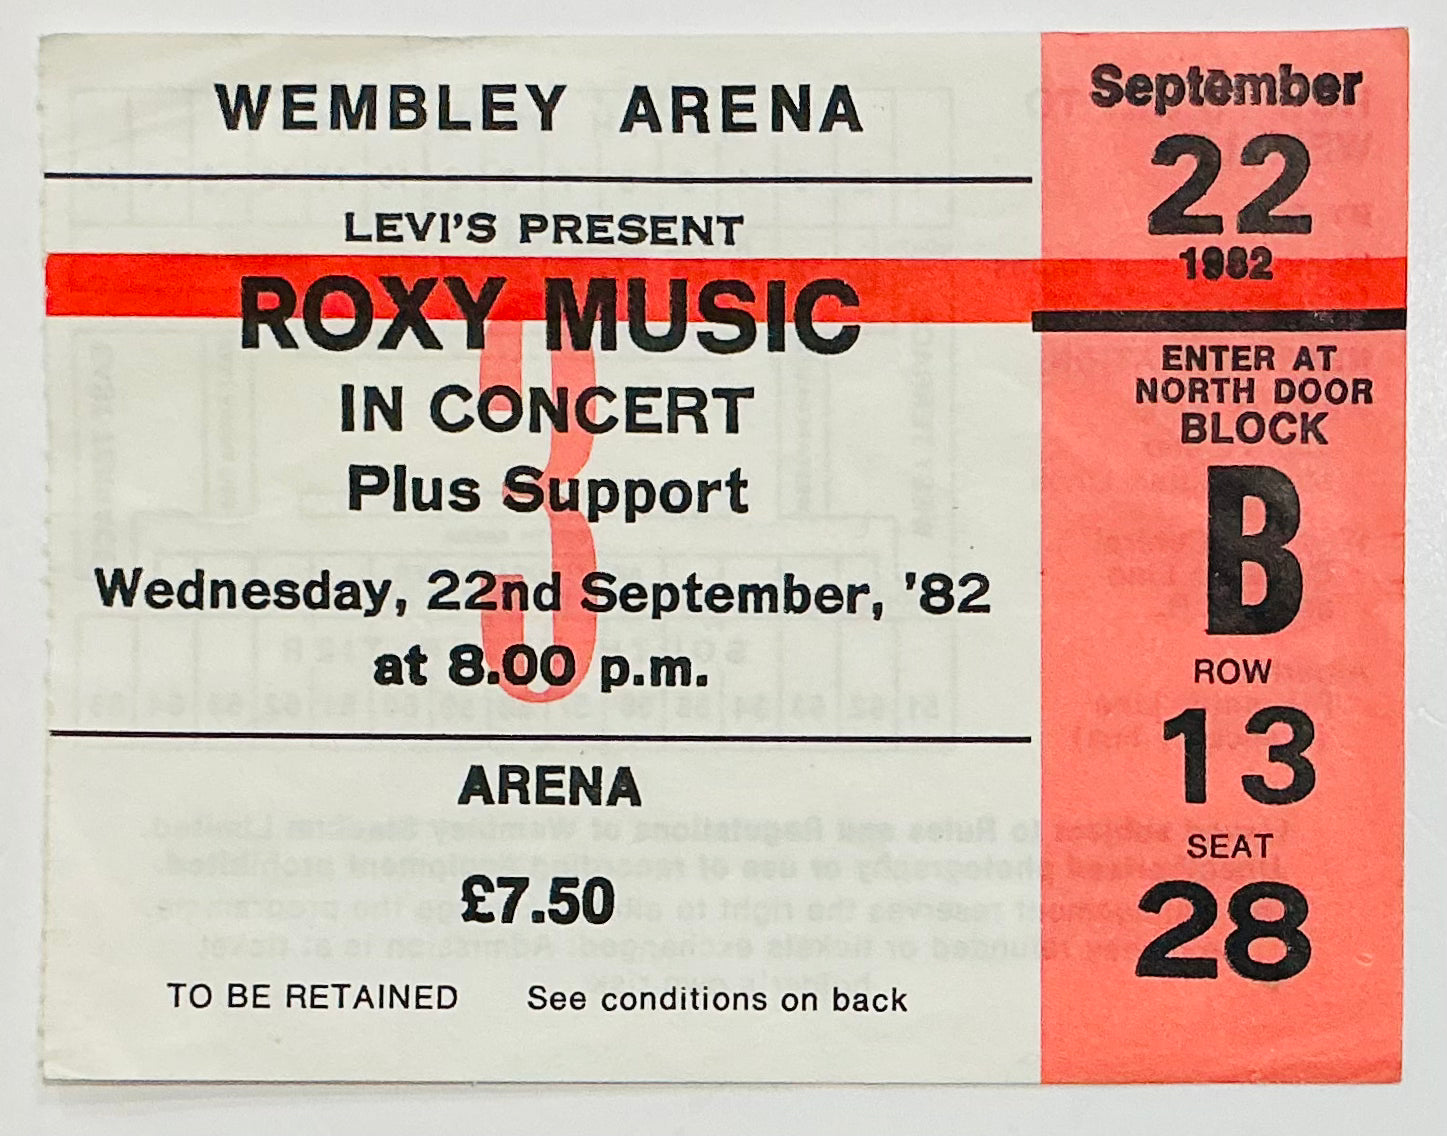 WEMBLEY ARENA
LEVI'S PRESENT
ROXY MUSIC
IN CONCERT
Plus Support
Wednesday, 22nd September, '82
at 8.00 p.m.
3
ARENA
£7.50
TO BE RETAINED See conditions on back
September
22
1982
ENTER AT
NORTH DOOR
BLOCK
B
ROW
13
SEAT
28